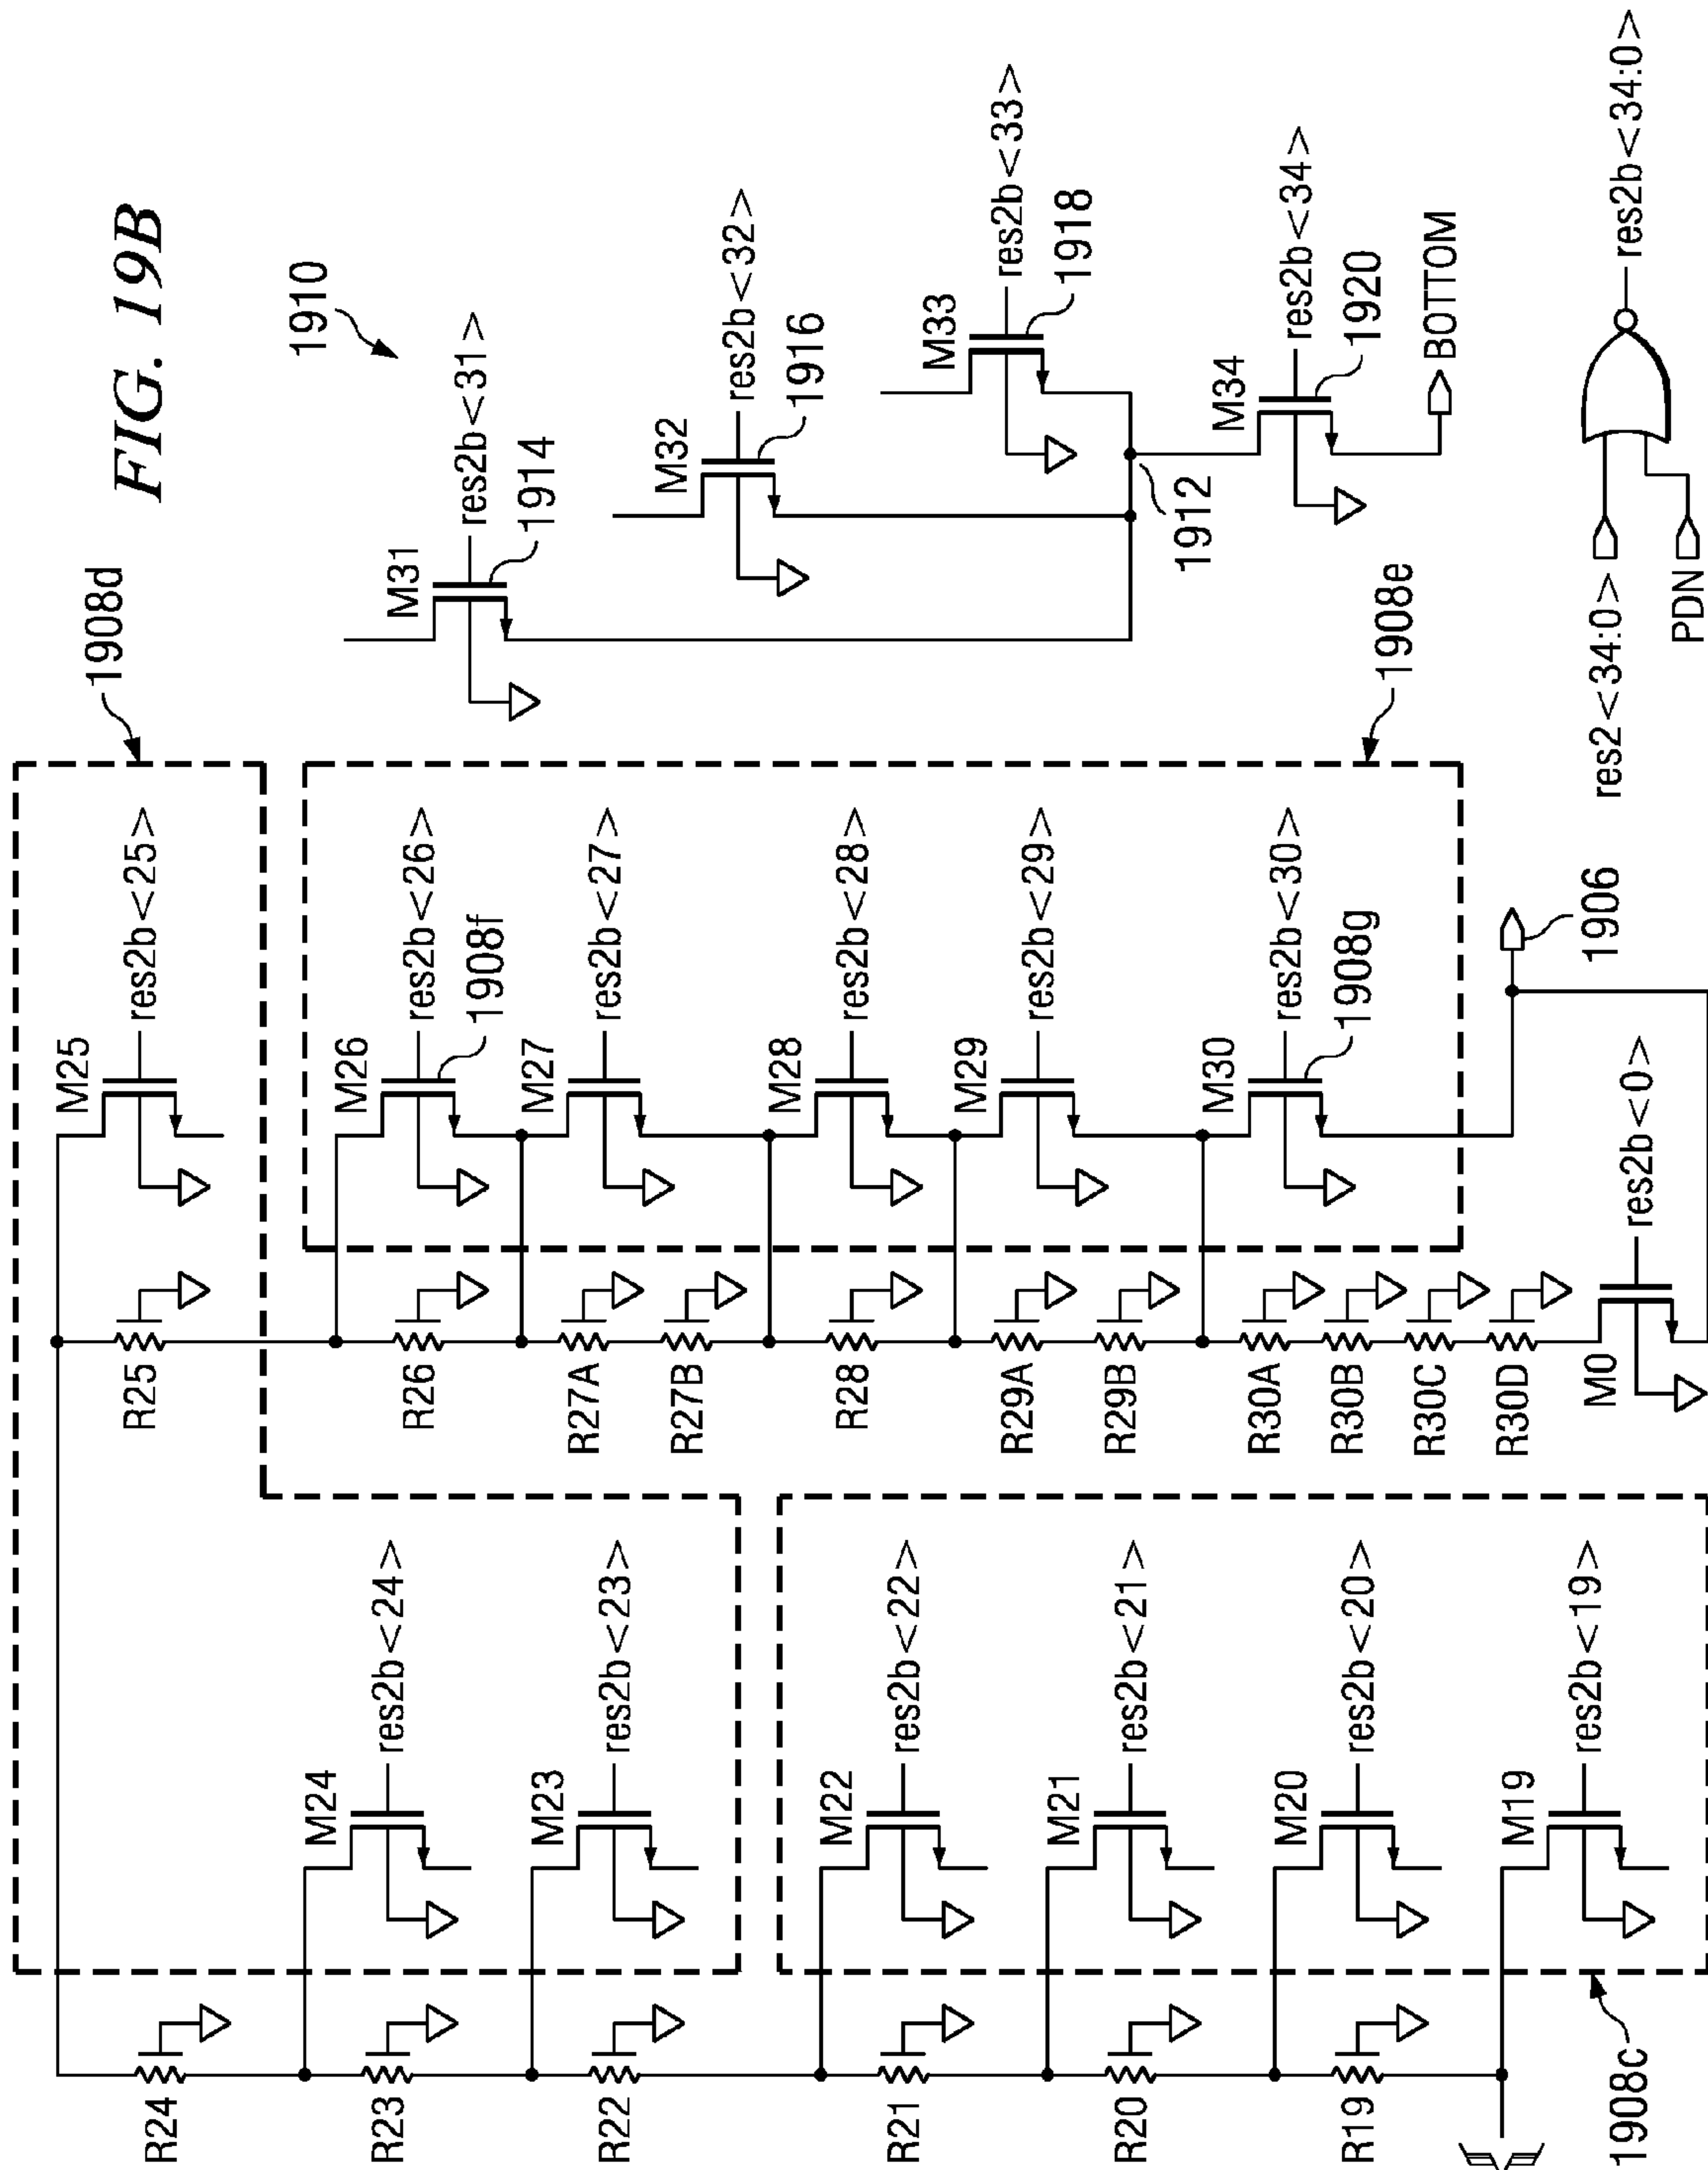 FIG. 19B
1910
M31
res2b<31>
1914
M32
res2b<32>
1916
M33
res2b<33>
1918
1912
M34
res2b<34>
1920
BOTTOM
res2<34:0>
PDN
res2b<34:0>
1908d
R25
M25
res2b<25>
R24
M24
res2b<24>
R23
M23
res2b<23>
R22
M22
res2b<22>
R21
M21
res2b<21>
R20
M20
res2b<20>
R19
M19
res2b<19>
1908c
R26
M26
res2b<26>
1908f
R27A
M27
res2b<27>
R27B
R28
M28
res2b<28>
R29A
M29
res2b<29>
R29B
R30A
M30
res2b<30>
1908g
R30B
R30C
R30D
1908e
M0
res2b<0>
1906